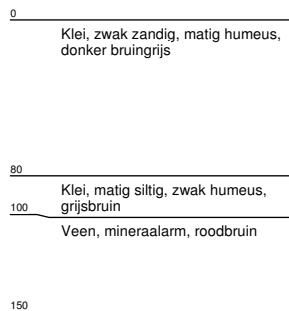 0
Klei, zwak zandig, matig humeus,
donker bruingrijs
80
Klei, matig siltig, zwak humeus,
100 grijsbruin
Veen, mineraalarm, roodbruin
150